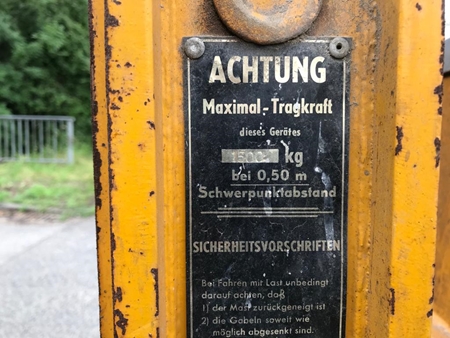 ACHTUNG
Maximal-Tragkraft
dieses Gerätes
1500 kg
bei 0,50 m
Schwerpunktabstand
SICHERHEITSVORSCHRIFTEN
Bei Fahren mit Last unbedingt
darauf achten, daß
1) der Mast zurückgeneigt ist
2) die Gabeln soweit wie
möglich abgesenkt sind.